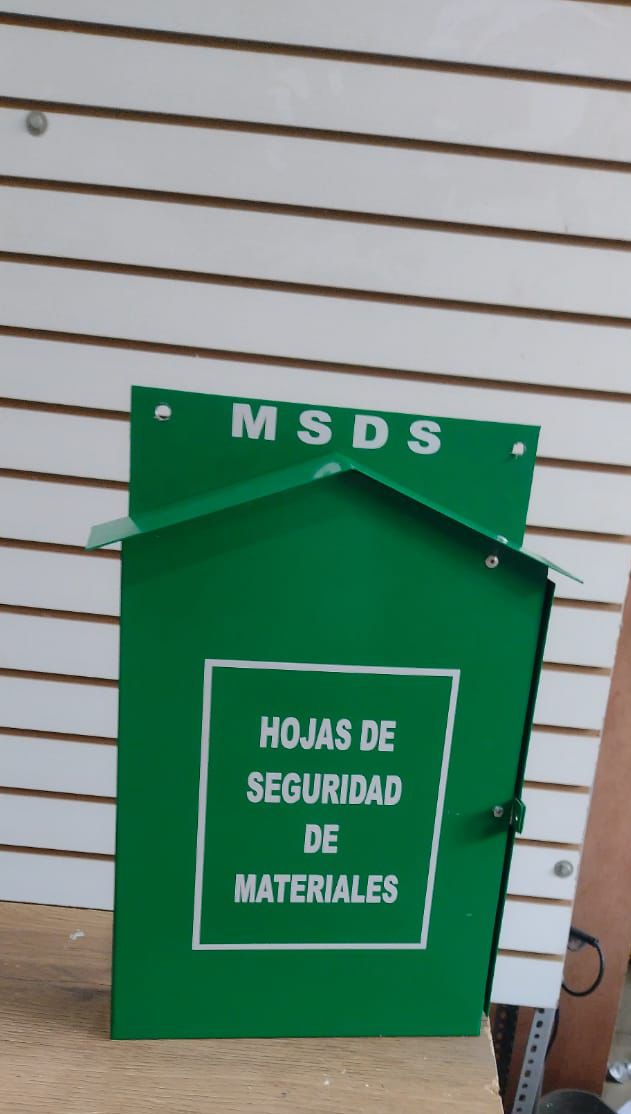 MSDS
HOJAS DE
SEGURIDAD
DE
MATERIALES